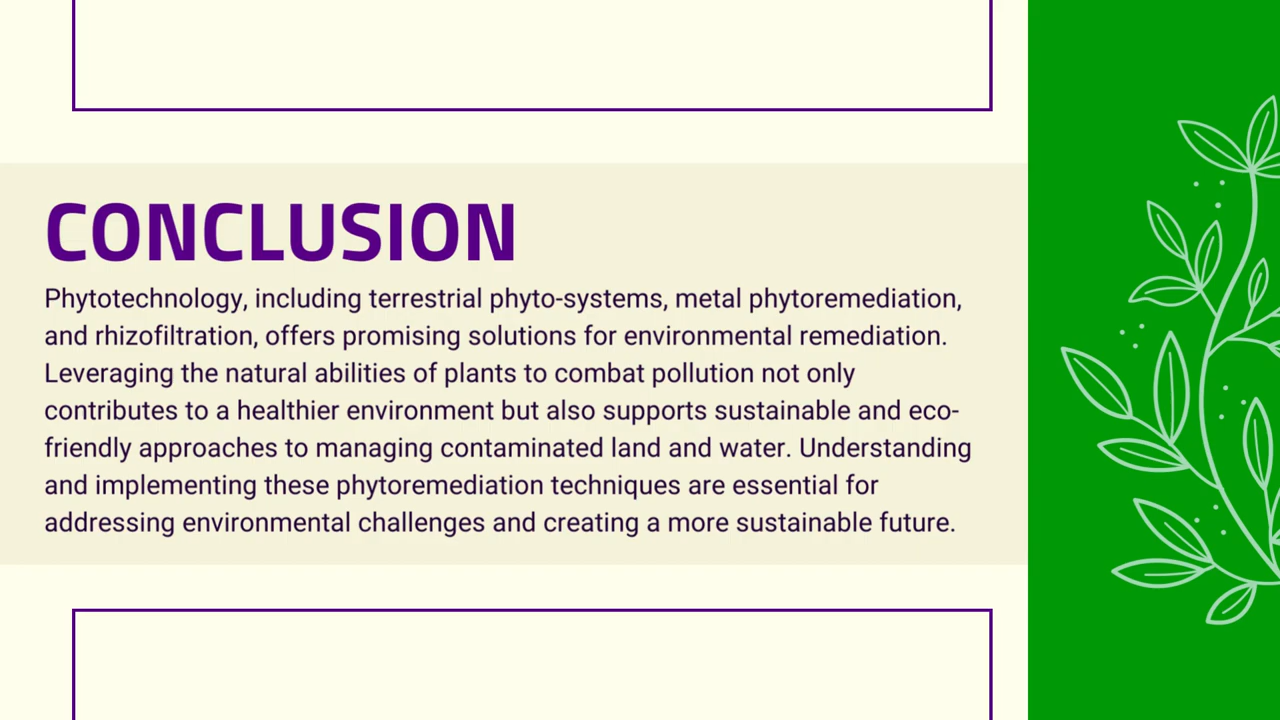 CONCLUSION
Phytotechnology, including terrestrial phyto-systems, metal phytoremediation,
and rhizofiltration, offers promising solutions for environmental remediation.
Leveraging the natural abilities of plants to combat pollution not only
contributes to a healthier environment but also supports sustainable and eco-
friendly approaches to managing contaminated land and water. Understanding
and implementing these phytoremediation techniques are essential for
addressing environmental challenges and creating a more sustainable future.